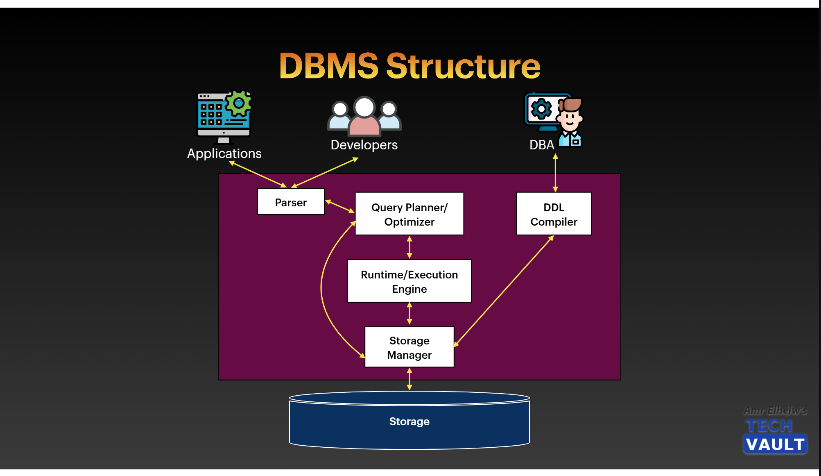 DBMS Structure
Applications
Developers
DBA
Parser
Query Planner/
Optimizer
DDL
Compiler
Runtime/Execution
Engine
Storage
Manager
Storage
Amr Elhelw's
TECH
VAULT